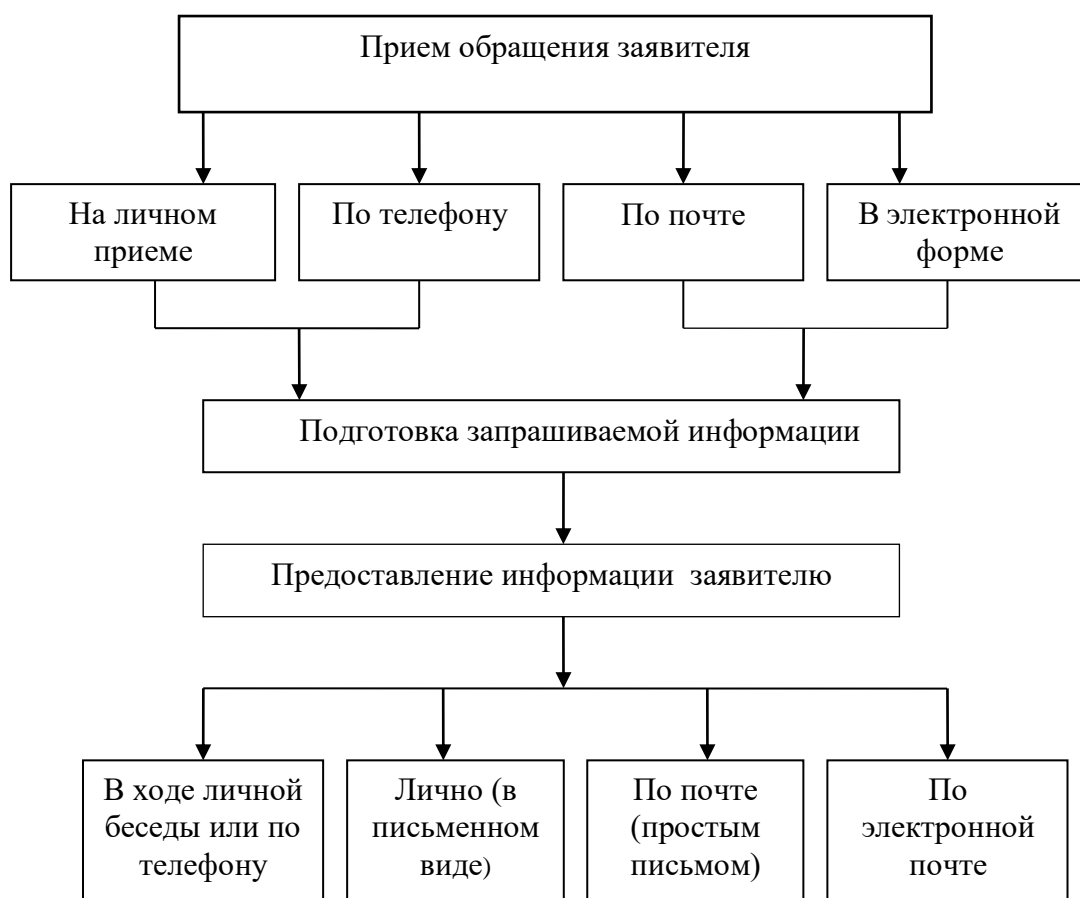 Прием обращения заявителя
На личном
приеме
По телефону
По почте
В электронной
форме
Подготовка запрашиваемой информации
Предоставление информации  заявителю
В ходе личной
беседы или по
телефону
Лично (в
письменном
виде)
По почте
(простым
письмом)
По
электронной
почте